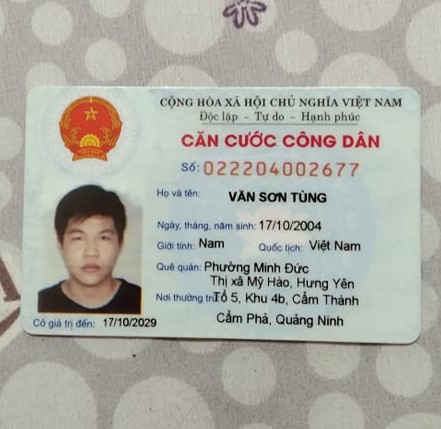 CỘNG HÒA XÃ HỘI CHỦ NGHĨA VIỆT NAM
Độc lập - Tự do - Hạnh phúc
CĂN CƯỚC CÔNG DÂN
Số: 022204002677
Họ và tên: VĂN SƠN TÙNG
Ngày, tháng, năm sinh: 17/10/2004
Giới tính: Nam Quốc tịch: Việt Nam
Quê quán: Phường Minh Đức
Thị xã Mỹ Hào, Hưng Yên
Nơi thường trú: Tổ 5, Khu 4b, Cẩm Thành
Cẩm Phả, Quảng Ninh
Có giá trị đến: 17/10/2029